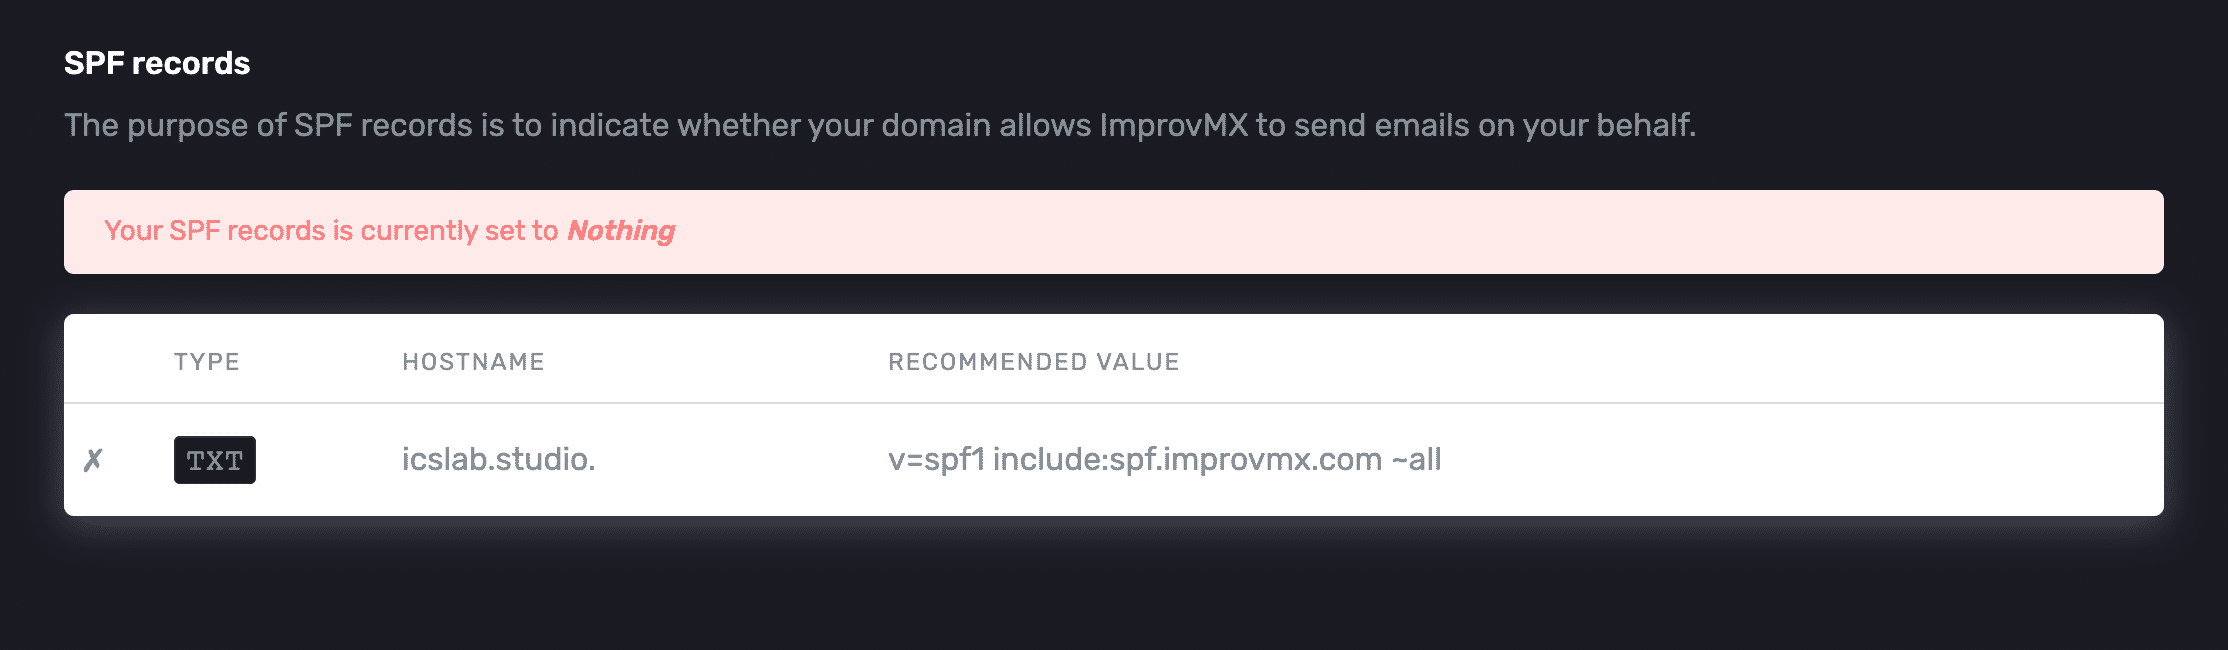 SPF records
The purpose of SPF records is to indicate whether your domain allows ImprovMX to send emails on your behalf.
Your SPF records is currently set to Nothing
TYPE HOSTNAME RECOMMENDED VALUE
✗ TXT icslab.studio. v=spf1 include:spf.improvmx.com ~all